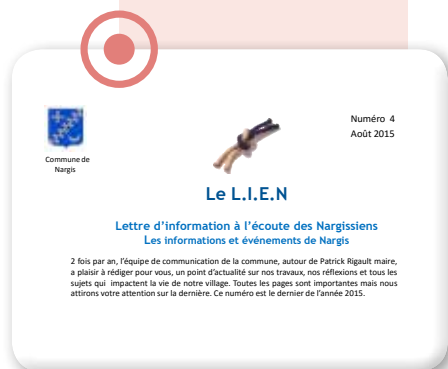 Numéro 4
Août 2015
Commune de
Nargis
Le L.I.E.N
Lettre d'information à l'écoute des Nargissiens
Les informations et événements de Nargis
2 fois par an, l'équipe de communication de la commune, autour de Patrick Rigault maire,
a plaisir à rédiger pour vous, un point d'actualité sur nos travaux, nos réflexions et tous les
sujets qui impactent la vie de notre village. Toutes les pages sont importantes mais nous
attirons votre attention sur la dernière. Ce numéro est le dernier de l'année 2015.